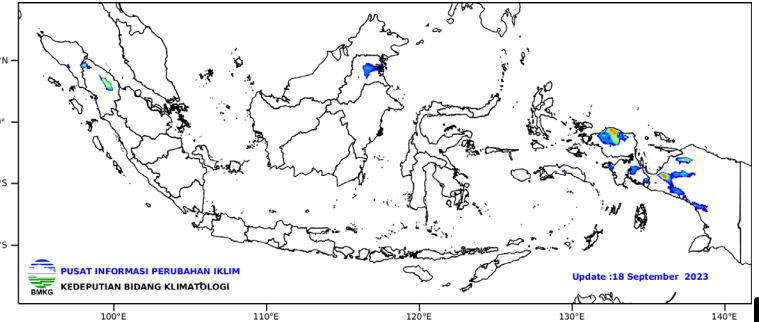 °N
°
°S
°S
PUSAT INFORMASI PERUBAHAN IKLIM
Update :18 September 2023
KEDEPUTIAN BIDANG KLIMATOLOGI
BMKG
100°E
110°E
120°E
130°E
140°E